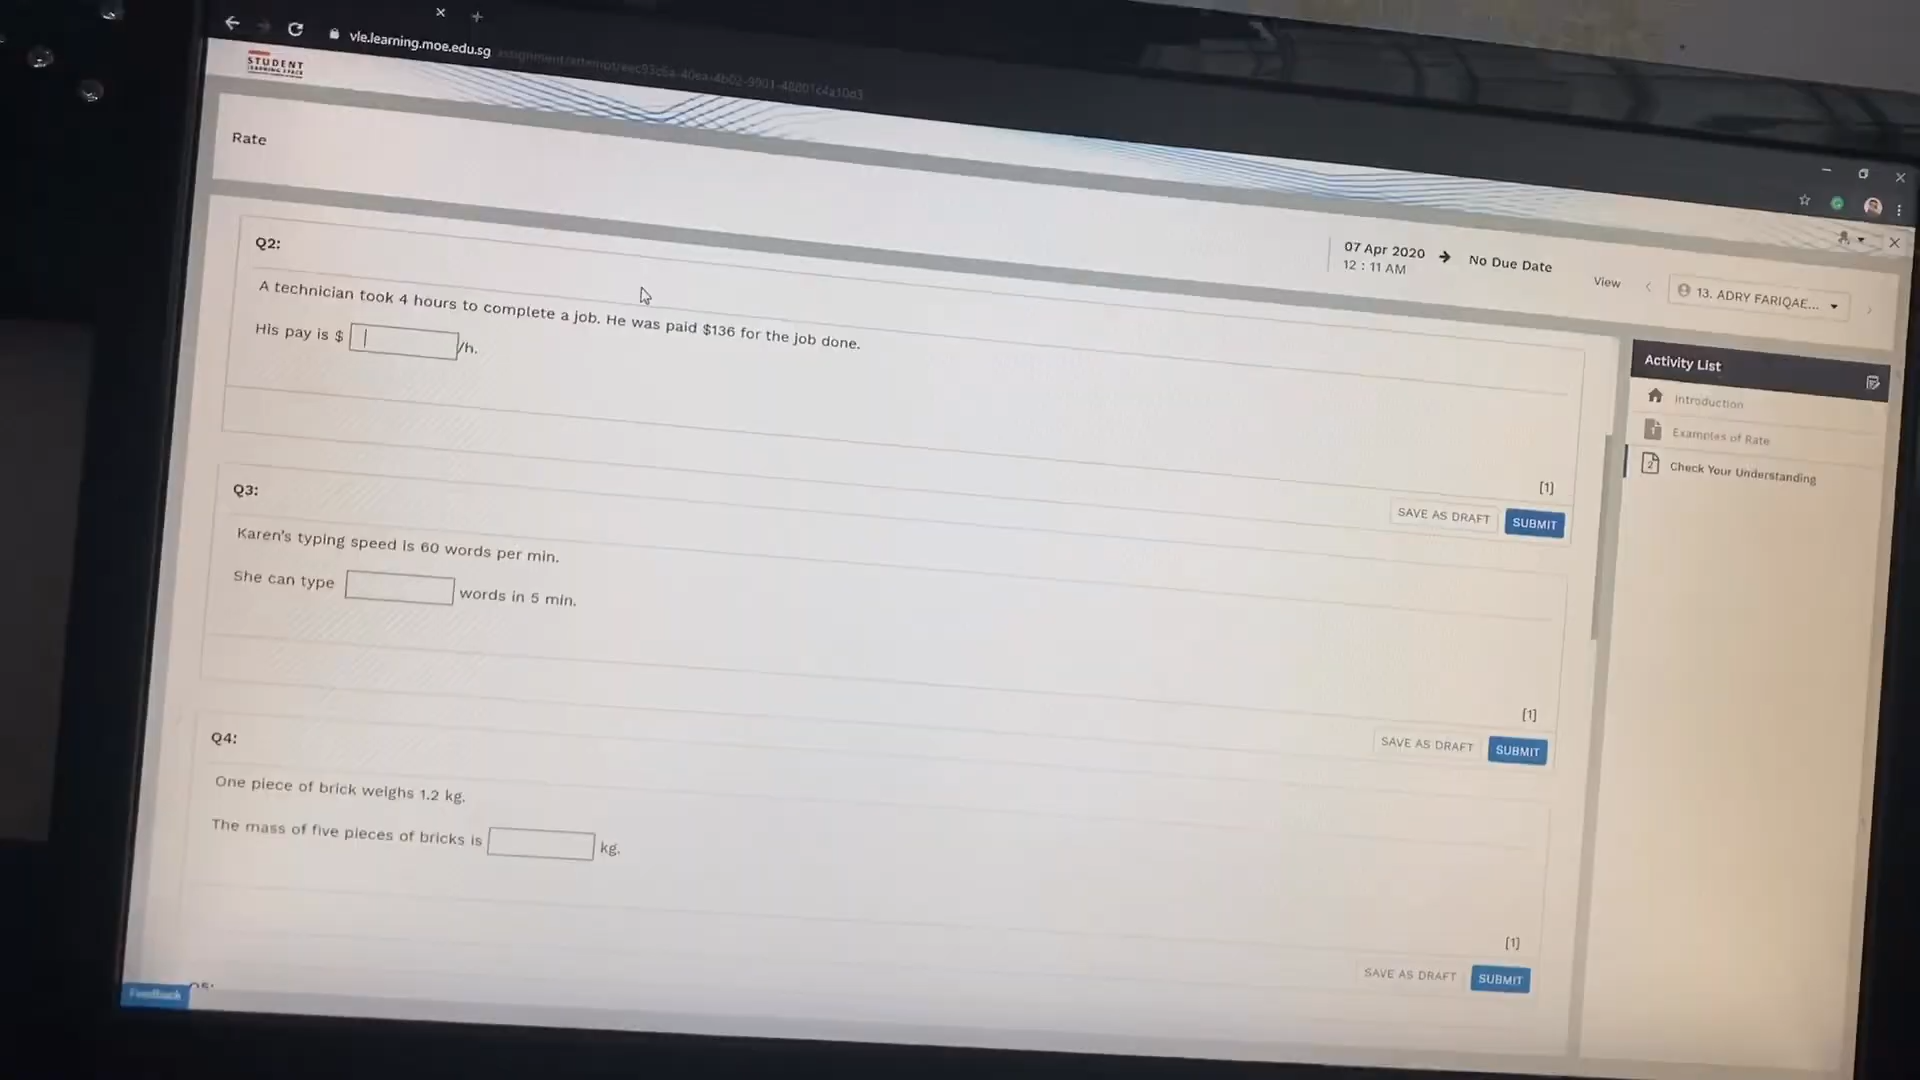 vle.learning.moe.edu.sg
STUDENT
LEARNING SPACE
Rate
07 Apr 2020 → No Due Date
12 : 11 AM
View
13. ADRY FARIQAE...
Q2:
A technician took 4 hours to complete a job. He was paid $136 for the job done.
His pay is $ /h.
[1]
SAVE AS DRAFT SUBMIT
Q3:
Karen's typing speed is 60 words per min.
She can type words in 5 min.
[1]
SAVE AS DRAFT SUBMIT
Q4:
One piece of brick weighs 1.2 kg.
The mass of five pieces of bricks is kg.
[1]
SAVE AS DRAFT SUBMIT
Feedback
Activity List
Introduction
1 Examples of Rate
2 Check Your Understanding